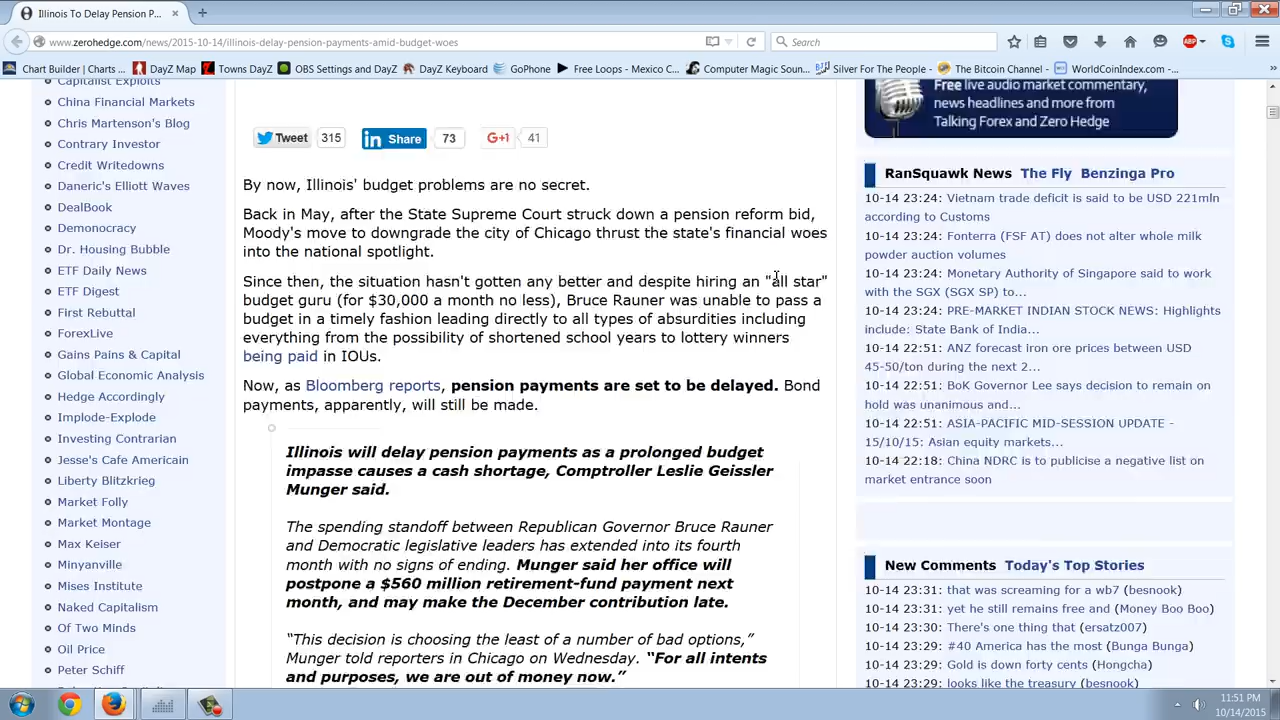 Illinois To Delay Pension P...
www.zerohedge.com/news/2015-10-14/illinois-delay-pension-payments-amid-budget-woes
Search
ABP
Chart Builder | Charts ...
DayZ Map
Towns DayZ
OBS Settings and DayZ
DayZ Keyboard
GoPhone
Free Loops - Mexico C...
Computer Magic Soun...
Silver For The People - ...
The Bitcoin Channel - ...
WorldCoinIndex.com -...
Capitalist Exploits
China Financial Markets
Chris Martenson's Blog
Contrary Investor
Credit Writedowns
Daneric's Elliott Waves
DealBook
Demonocracy
Dr. Housing Bubble
ETF Daily News
ETF Digest
First Rebuttal
ForexLive
Gains Pains & Capital
Global Economic Analysis
Hedge Accordingly
Implode-Explode
Investing Contrarian
Jesse's Cafe Americain
Liberty Blitzkrieg
Market Folly
Market Montage
Max Keiser
Minyanville
Mises Institute
Naked Capitalism
Of Two Minds
Oil Price
Peter Schiff
Tweet 315 in Share 73 G+1 41
By now, Illinois' budget problems are no secret.
Back in May, after the State Supreme Court struck down a pension reform bid,
Moody's move to downgrade the city of Chicago thrust the state's financial woes
into the national spotlight.
Since then, the situation hasn't gotten any better and despite hiring an "all star"
budget guru (for $30,000 a month no less), Bruce Rauner was unable to pass a
budget in a timely fashion leading directly to all types of absurdities including
everything from the possibility of shortened school years to lottery winners
being paid in IOUs.
Now, as Bloomberg reports, pension payments are set to be delayed. Bond
payments, apparently, will still be made.
Illinois will delay pension payments as a prolonged budget
impasse causes a cash shortage, Comptroller Leslie Geissler
Munger said.
The spending standoff between Republican Governor Bruce Rauner
and Democratic legislative leaders has extended into its fourth
month with no signs of ending. Munger said her office will
postpone a $560 million retirement-fund payment next
month, and may make the December contribution late.
“This decision is choosing the least of a number of bad options,”
Munger told reporters in Chicago on Wednesday. “For all intents
and purposes, we are out of money now.”
Free live audio market commentary,
news headlines and more from
Talking Forex and Zero Hedge
RanSquawk News The Fly Benzinga Pro
10-14 23:24: Vietnam trade deficit is said to be USD 221mln
according to Customs
10-14 23:24: Fonterra (FSF AT) does not alter whole milk
powder auction volumes
10-14 23:24: Monetary Authority of Singapore said to work
with the SGX (SGX SP) to...
10-14 23:24: PRE-MARKET INDIAN STOCK NEWS: Highlights
include: State Bank of India...
10-14 22:51: ANZ forecast iron ore prices between USD
45-50/ton during the next 2...
10-14 22:51: BoK Governor Lee says decision to remain on
hold was unanimous and...
10-14 22:51: ASIA-PACIFIC MID-SESSION UPDATE -
15/10/15: Asian equity markets...
10-14 22:18: China NDRC is to publicise a negative list on
market entrance soon
New Comments Today's Top Stories
10-14 23:31: that was screaming for a wb7 (besnook)
10-14 23:31: yet he still remains free and (Money Boo Boo)
10-14 23:30: There's one thing that (ersatz007)
10-14 23:29: #40 America has the most (Bunga Bunga)
10-14 23:29: Gold is down forty cents (Hongcha)
10-14 23:29: looks like the treasury (besnook)
11:51 PM
10/14/2015